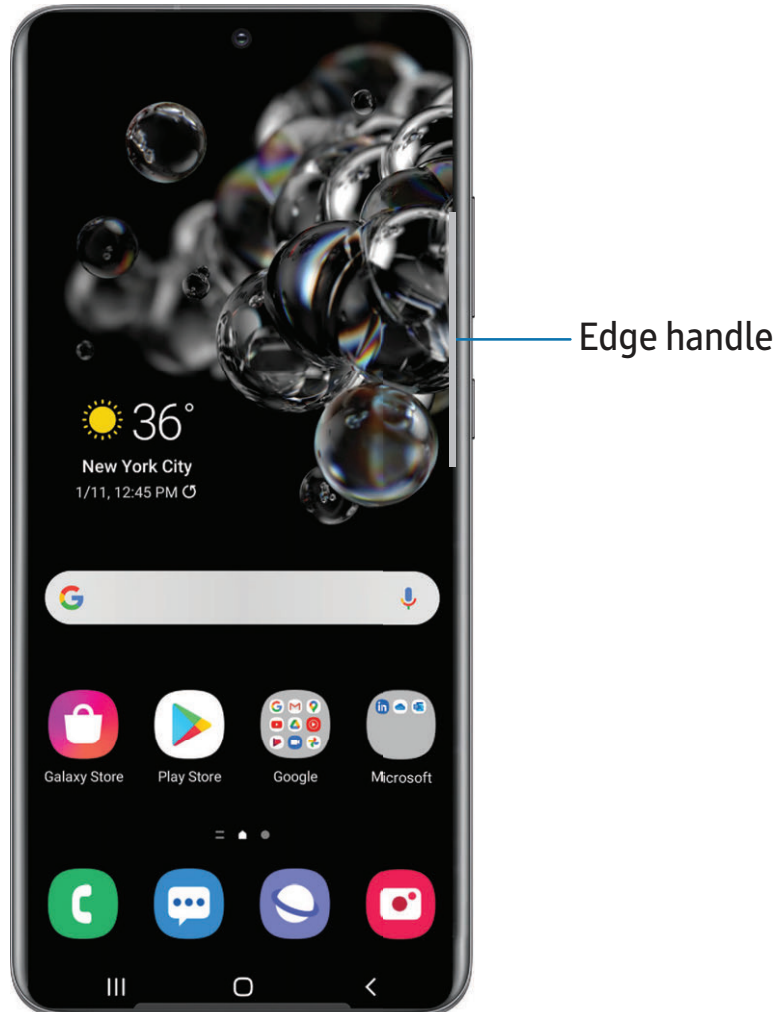 Edge handle
36°
New York City
1/11, 12:45 PM
Galaxy Store
Play Store
Google
Microsoft